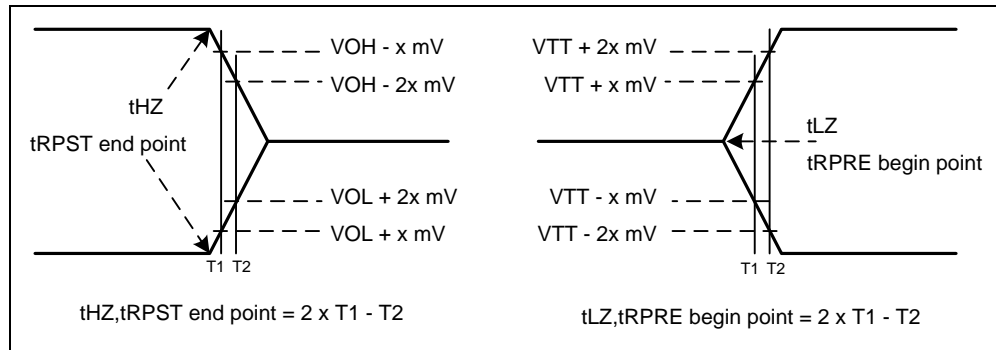 VOH - x mV
VOH - 2x mV
tHZ
tRPST end point
VOL + 2x mV
VOL + x mV
T1 T2
tHZ,tRPST end point = 2 x T1 - T2
VTT + 2x mV
VTT + x mV
tLZ
tRPRE begin point
VTT - x mV
VTT - 2x mV
T1 T2
tLZ,tRPRE begin point = 2 x T1 - T2